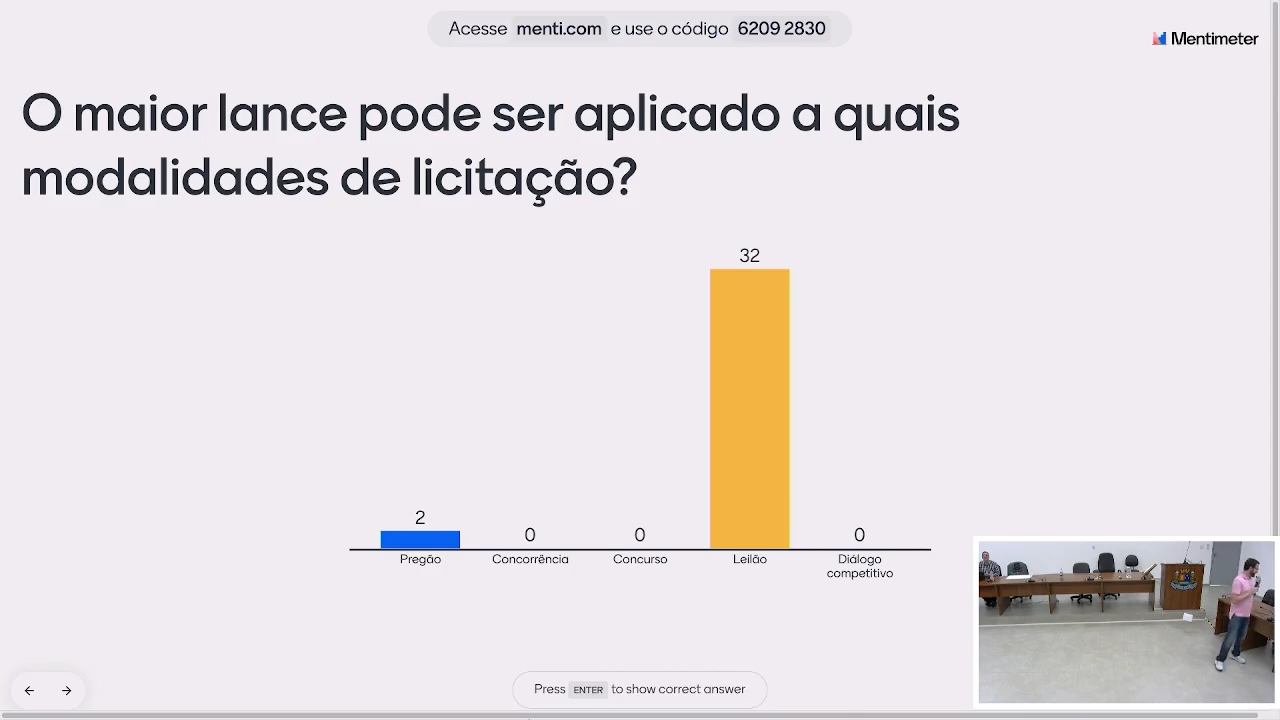 Acesse menti.com e use o código 6209 2830
Mentimeter
O maior lance pode ser aplicado a quais
modalidades de licitação?
32
2
0
0
0
Pregão
Concorrência
Concurso
Leilão
Diálogo
competitivo
Press ENTER to show correct answer